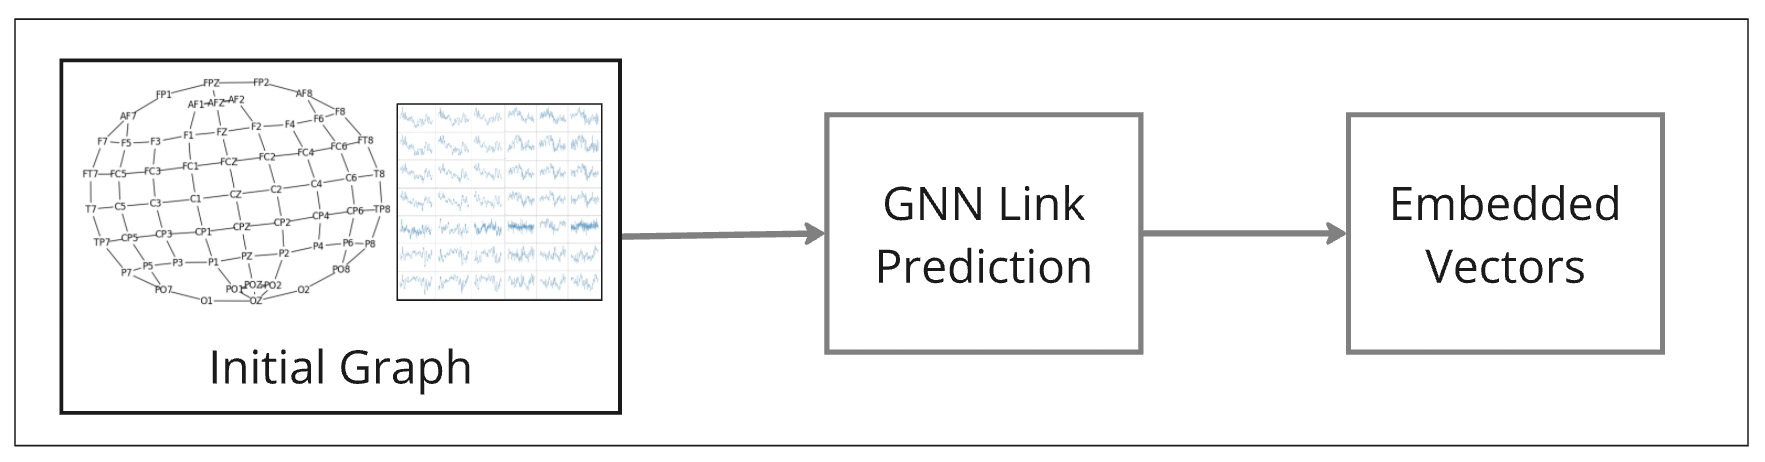 FPZ FP2
FP1 AF8
AF1 AFZ AF2
AF7 F8
F7 F5 F3 F1 FZ F2 F4 F6 FT8
FT7 FC5 FC3 FC1 FCZ FC2 FC4 FC6 T8
T7 C5 C3 C1 CZ C2 C4 C6 TP8
TP7 CP5 CP3 CP1 CPZ CP2 CP4 CP6 P8
P7 P5 P3 P1 PZ P2 P4 P6
PO7 PO1 POZ PO2 PO8
O1 OZ O2
Initial Graph
GNN Link
Prediction
Embedded
Vectors